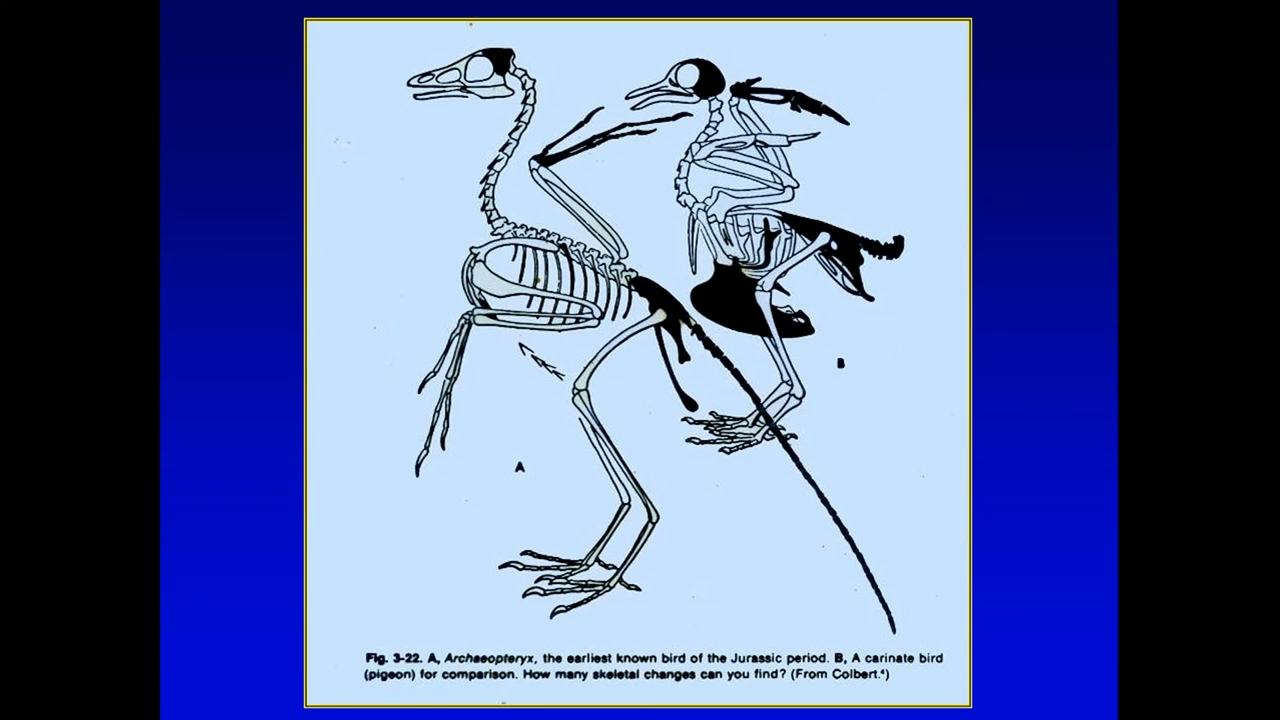 B
A
Fig. 3-22. A, Archaeopteryx, the earliest known bird of the Jurassic period. B, A carinate bird
(pigeon) for comparison. How many skeletal changes can you find? (From Colbert.⁴)